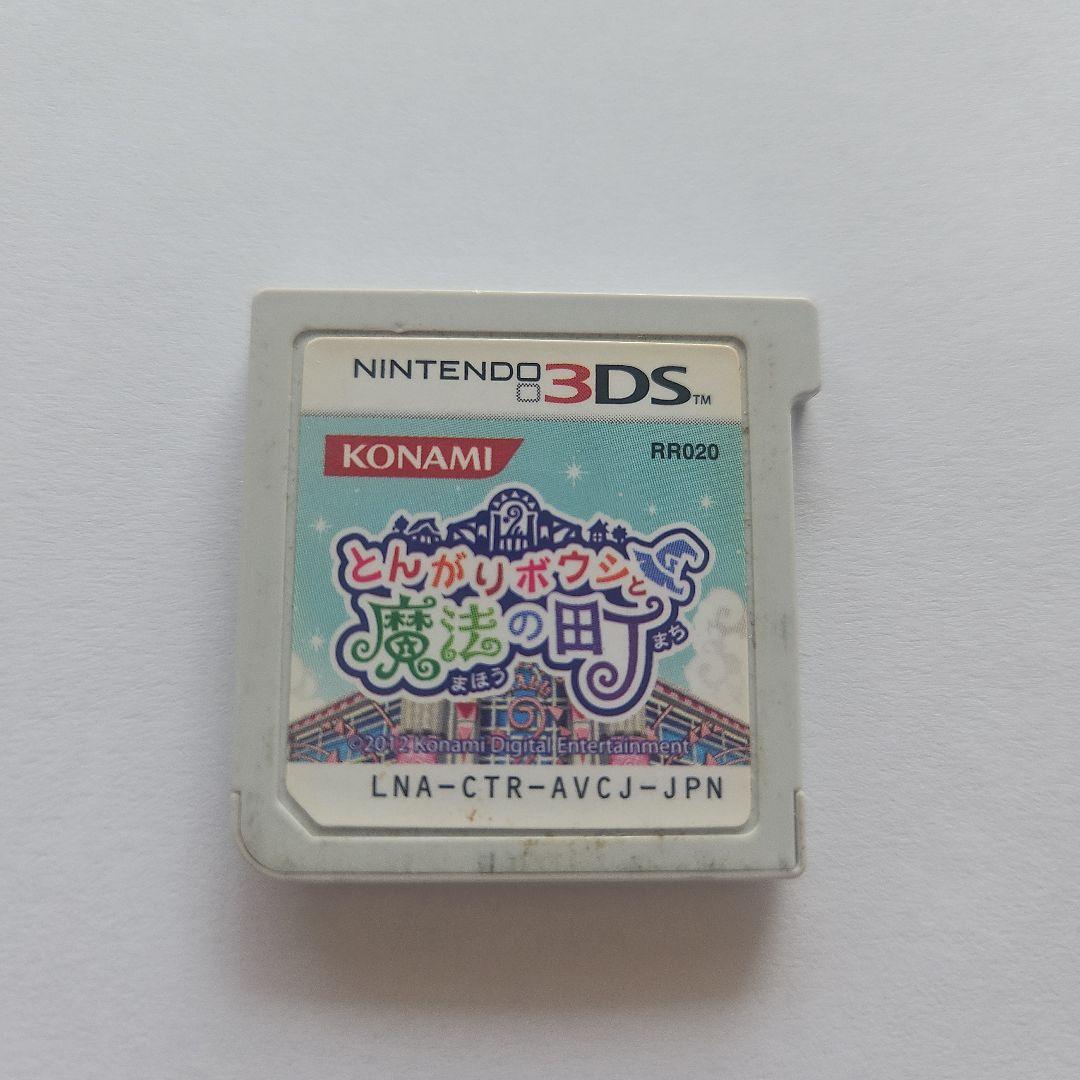 NINTENDO 3DS™
KONAMI
RR020
とんがりボウシと
魔法の町
まほう
まち
©2012 Konami Digital Entertainment
LNA-CTR-AVCJ-JPN